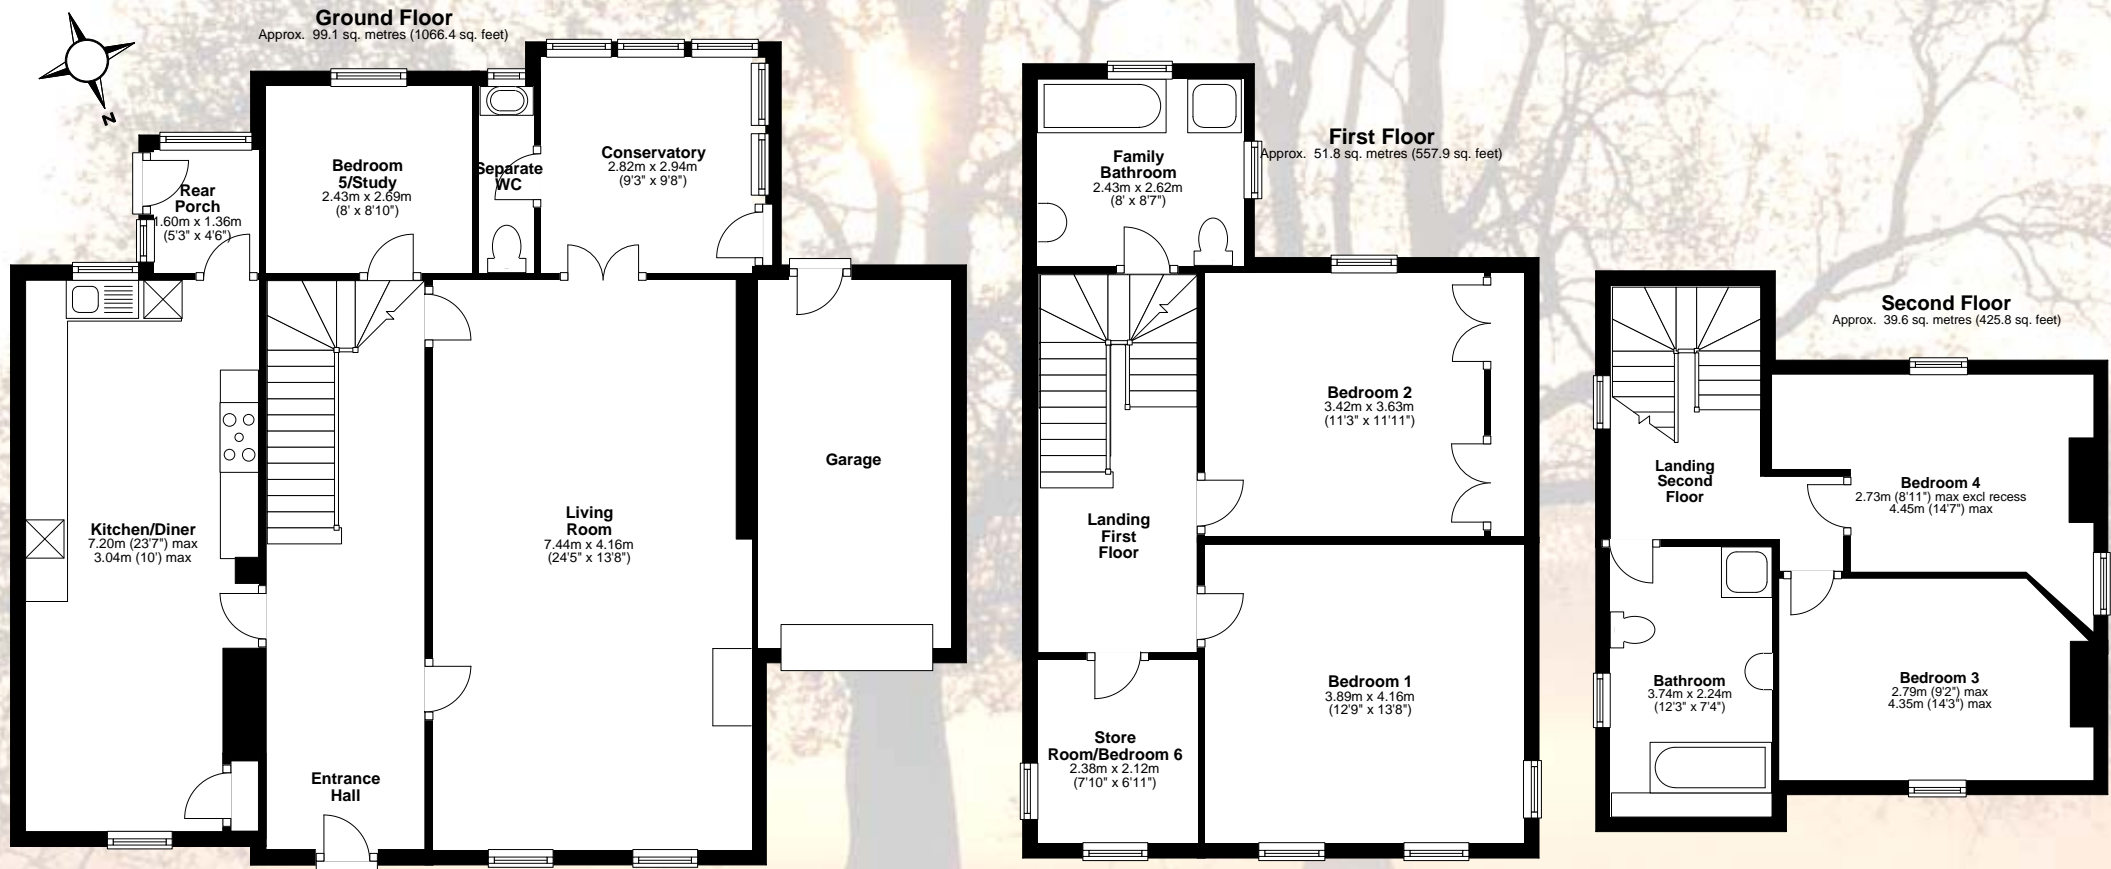 Ground Floor
Approx. 99.1 sq. metres (1066.4 sq. feet)
N
Rear
Porch
1.60m x 1.36m
(5'3" x 4'6")
Bedroom
5/Study
2.43m x 2.69m
(8' x 8'10")
Separate
WC
Conservatory
2.82m x 2.94m
(9'3" x 9'8")
Kitchen/Diner
7.20m (23'7") max
3.04m (10') max
Living
Room
7.44m x 4.16m
(24'5" x 13'8")
Garage
Entrance
Hall
First Floor
Approx. 51.8 sq. metres (557.9 sq. feet)
Family
Bathroom
2.43m x 2.62m
(8' x 8'7")
Bedroom 2
3.42m x 3.63m
(11'3" x 11'11")
Landing
First
Floor
Bedroom 1
3.89m x 4.16m
(12'9" x 13'8")
Store
Room/Bedroom 6
2.38m x 2.12m
(7'10" x 6'11")
Second Floor
Approx. 39.6 sq. metres (425.8 sq. feet)
Landing
Second
Floor
Bedroom 4
2.73m (8'11") max excl recess
4.45m (14'7") max
Bathroom
3.74m x 2.24m
(12'3" x 7'4")
Bedroom 3
2.79m (9'2") max
4.35m (14'3") max